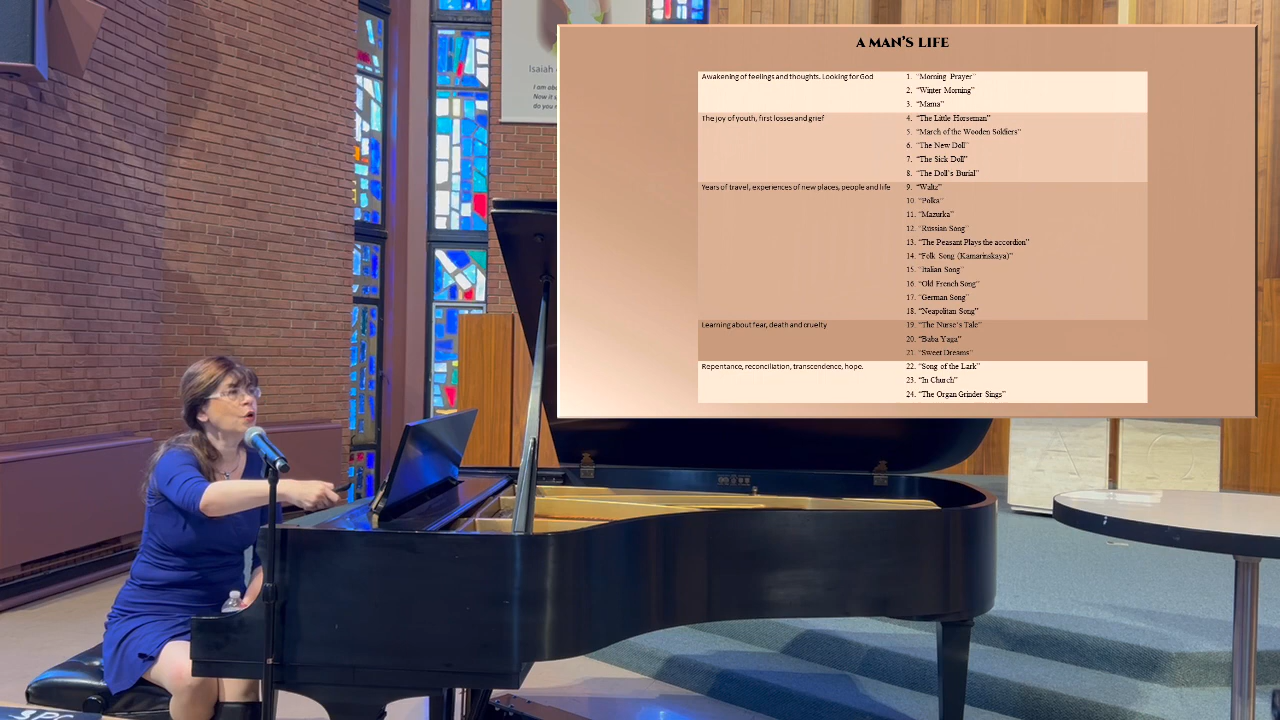 Isaiah
I am abo
Now it s
do you n
A MAN'S LIFE
Awakening of feelings and thoughts. Looking for God
1. "Morning Prayer"
2. "Winter Morning"
3. "Mama"
The joy of youth, first losses and grief
4. "The Little Horseman"
5. "March of the Wooden Soldiers"
6. "The New Doll"
7. "The Sick Doll"
8. "The Doll's Burial"
Years of travel, experiences of new places, people and life
9. "Waltz"
10. "Polka"
11. "Mazurka"
12. "Russian Song"
13. "The Peasant Plays the accordion"
14. "Folk Song (Kamarinskaya)"
15. "Italian Song"
16. "Old French Song"
17. "German Song"
18. "Neapolitan Song"
Learning about fear, death and cruelty
19. "The Nurse's Tale"
20. "Baba Yaga"
21. "Sweet Dreams"
Repentance, reconciliation, transcendence, hope.
22. "Song of the Lark"
23. "In Church"
24. "The Organ Grinder Sings"